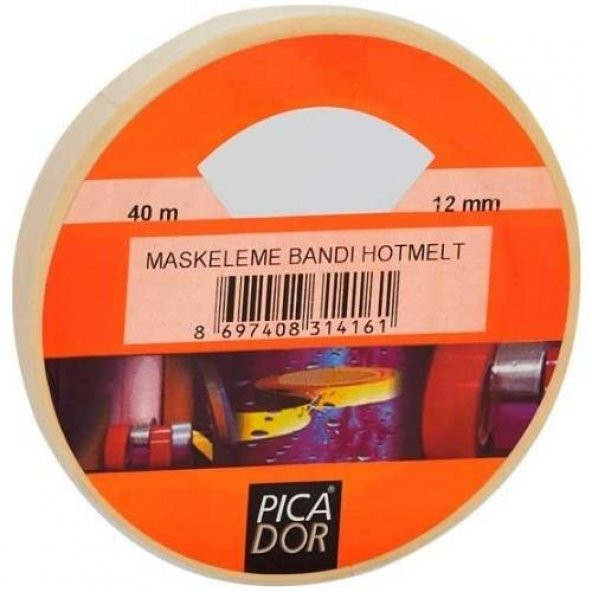 40 m
12 mm
MASKELEME BANDI HOTMELT
8 697408 314161
PICA®
DOR